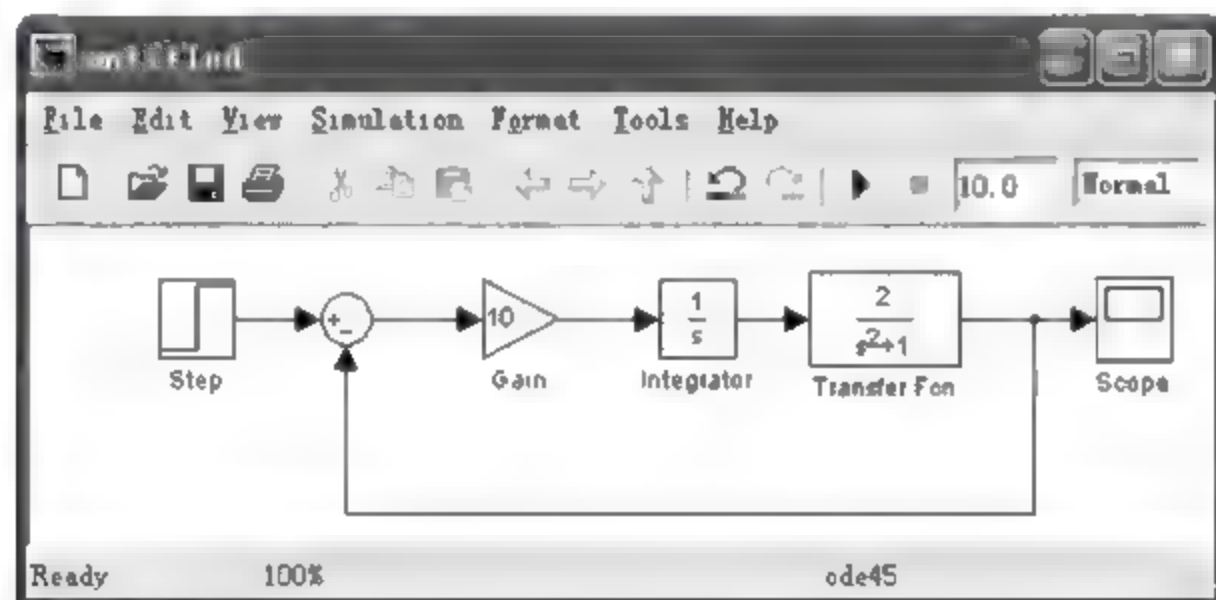 untitled
File Edit View Simulation Format Tools Help
10.0 Normal
+
−
10
1
s
2
s²+1
Step Gain Integrator Transfer Fcn Scope
Ready 100% ode45